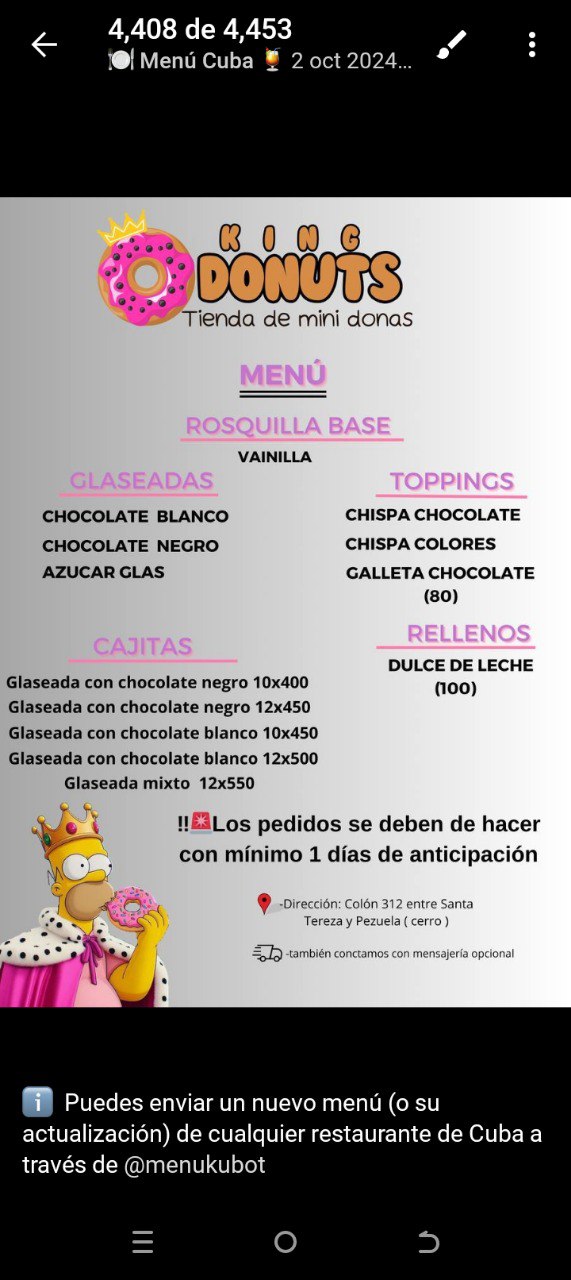 4,408 de 4,453
🍽️ Menú Cuba 🍹 2 oct 2024...
KING
DONUTS
Tienda de mini donas
MENÚ
ROSQUILLA BASE
VAINILLA
GLASEADAS
CHOCOLATE BLANCO
CHOCOLATE NEGRO
AZUCAR GLAS
TOPPINGS
CHISPA CHOCOLATE
CHISPA COLORES
GALLETA CHOCOLATE
(80)
CAJITAS
Glaseada con chocolate negro 10x400
Glaseada con chocolate negro 12x450
Glaseada con chocolate blanco 10x450
Glaseada con chocolate blanco 12x500
Glaseada mixto 12x550
RELLENOS
DULCE DE LECHE
(100)
!!🚨Los pedidos se deben de hacer
con mínimo 1 días de anticipación
📍-Dirección: Colón 312 entre Santa
Tereza y Pezuela ( cerro )
-también conctamos con mensajería opcional
ℹ️ Puedes enviar un nuevo menú (o su
actualización) de cualquier restaurante de Cuba a
través de @menukubot